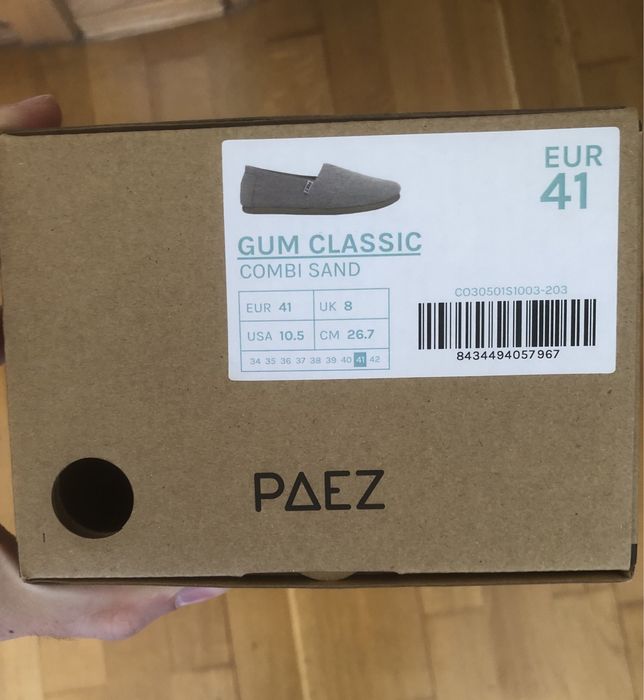 EUR
41
GUM CLASSIC
COMBI SAND
EUR 41 UK 8
USA 10.5 CM 26.7
34 35 36 37 38 39 40 41 42
CO30501S1003-203
8434494057967
PAEZ